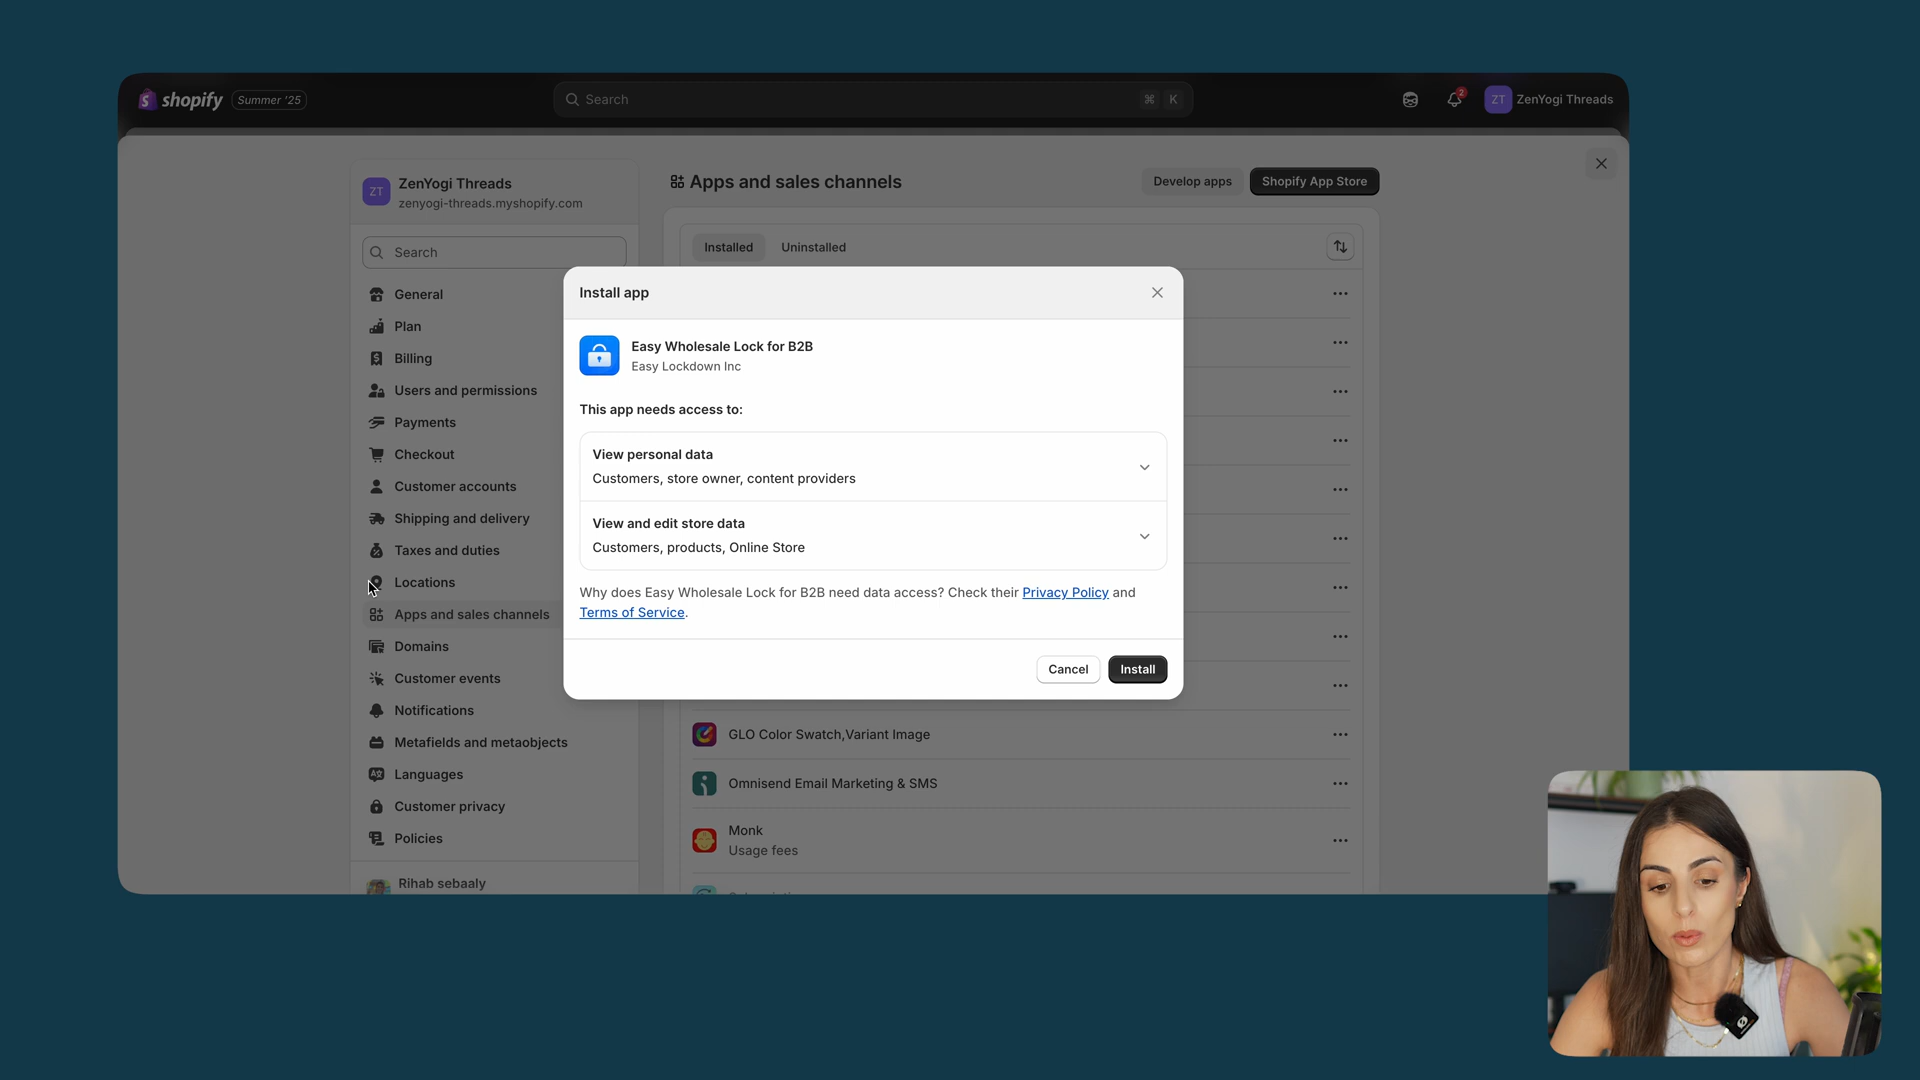 shopify
Summer '25
Search
⌘ K
2
ZT
ZenYogi Threads
ZT
ZenYogi Threads
zenyogi-threads.myshopify.com
Search
General
Plan
Billing
Users and permissions
Payments
Checkout
Customer accounts
Shipping and delivery
Taxes and duties
Locations
Apps and sales channels
Domains
Customer events
Notifications
Metafields and metaobjects
Languages
Customer privacy
Policies
Rihab sebaaly
Apps and sales channels
Develop apps
Shopify App Store
Installed
Uninstalled
Install app
Easy Wholesale Lock for B2B
Easy Lockdown Inc
This app needs access to:
View personal data
Customers, store owner, content providers
View and edit store data
Customers, products, Online Store
Why does Easy Wholesale Lock for B2B need data access? Check their Privacy Policy and
Terms of Service.
Cancel
Install
GLO Color Swatch,Variant Image
Omnisend Email Marketing & SMS
Monk
Usage fees